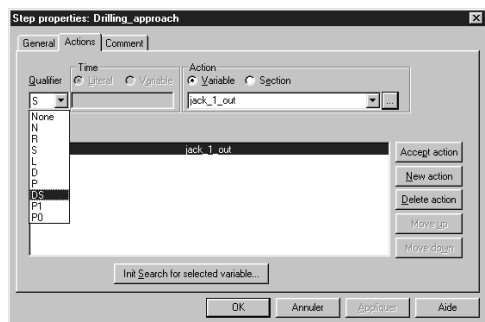 Step properties: Drilling_approach
General Actions Comment
Time Action
Qualifier Literal Variable Variable Section
S jack_1_out ...
None
N
R
S
L
D
P
DS
P1
P0
jack_1_out
Accept action
New action
Delete action
Move up
Move down
Init Search for selected variable...
OK Annuler Appliquer Aide